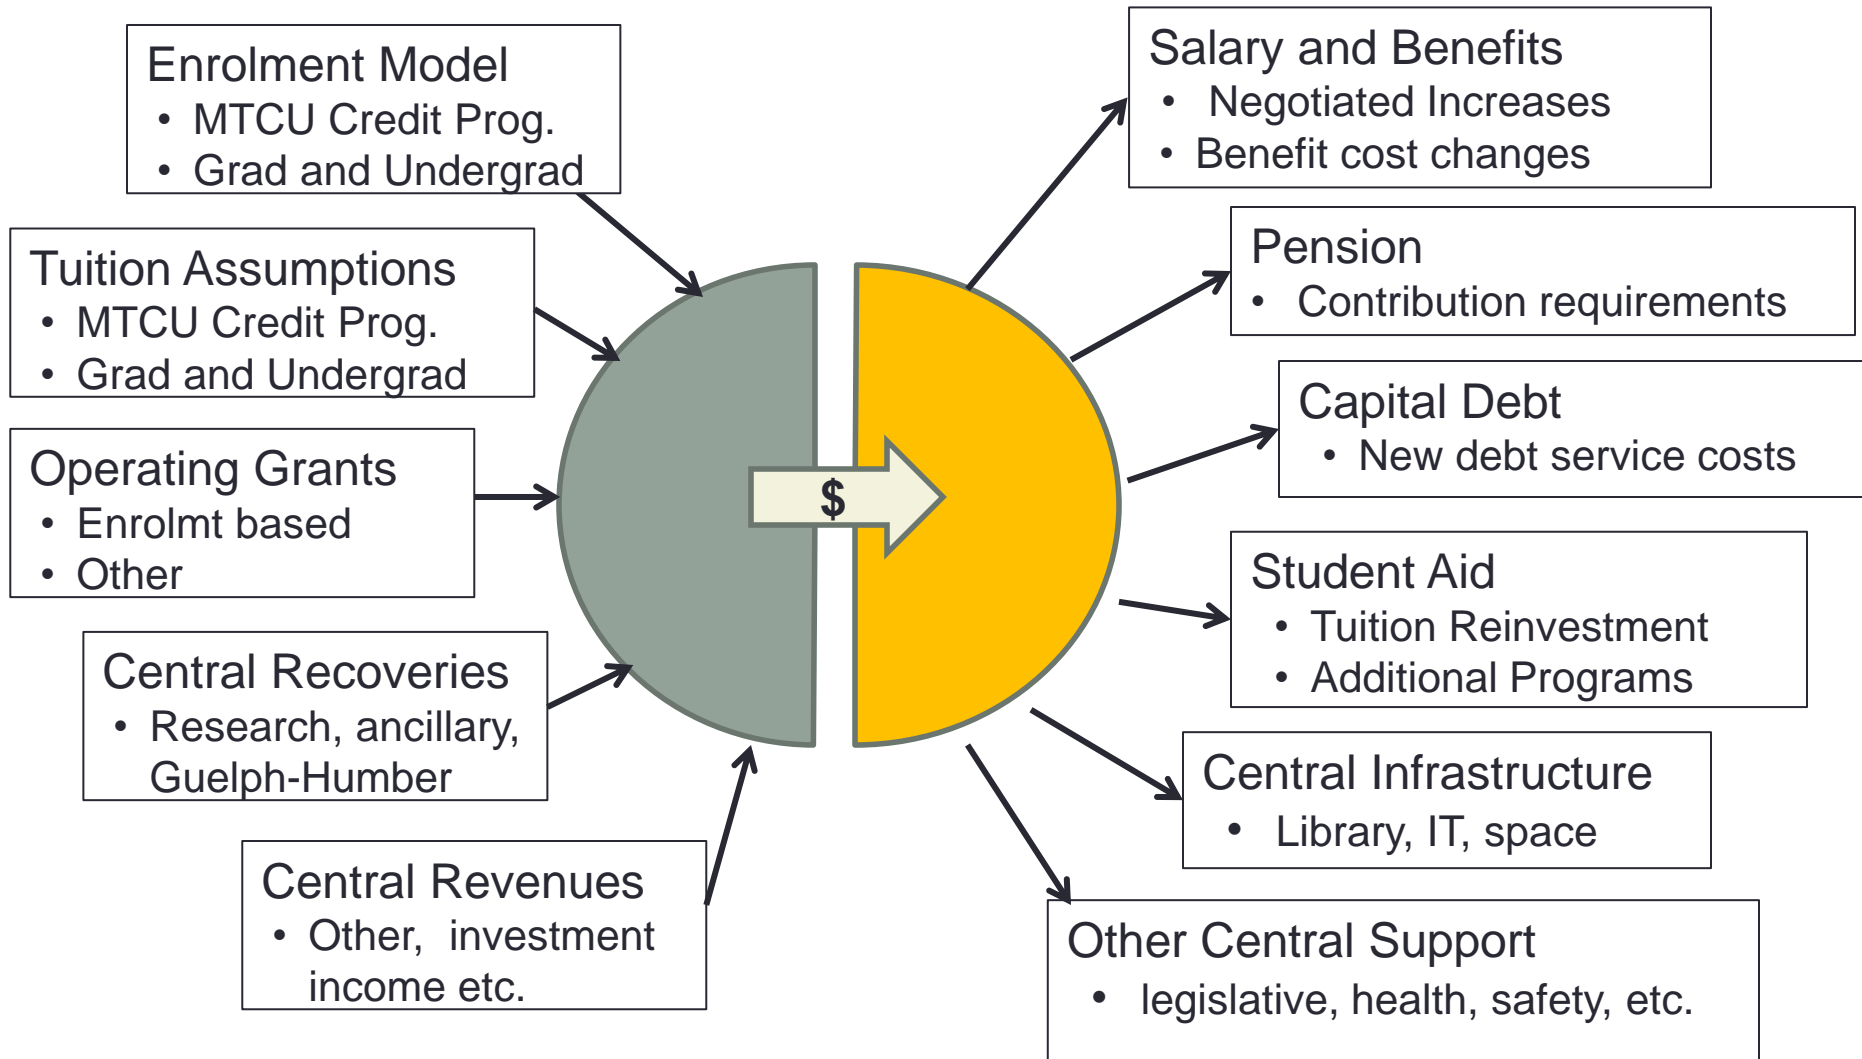 Enrolment Model
• MTCU Credit Prog.
• Grad and Undergrad
Tuition Assumptions
• MTCU Credit Prog.
• Grad and Undergrad
Operating Grants
• Enrolmt based
• Other
Central Recoveries
• Research, ancillary,
Guelph-Humber
Central Revenues
• Other, investment
income etc.
$
Salary and Benefits
• Negotiated Increases
• Benefit cost changes
Pension
• Contribution requirements
Capital Debt
• New debt service costs
Student Aid
• Tuition Reinvestment
• Additional Programs
Central Infrastructure
• Library, IT, space
Other Central Support
• legislative, health, safety, etc.